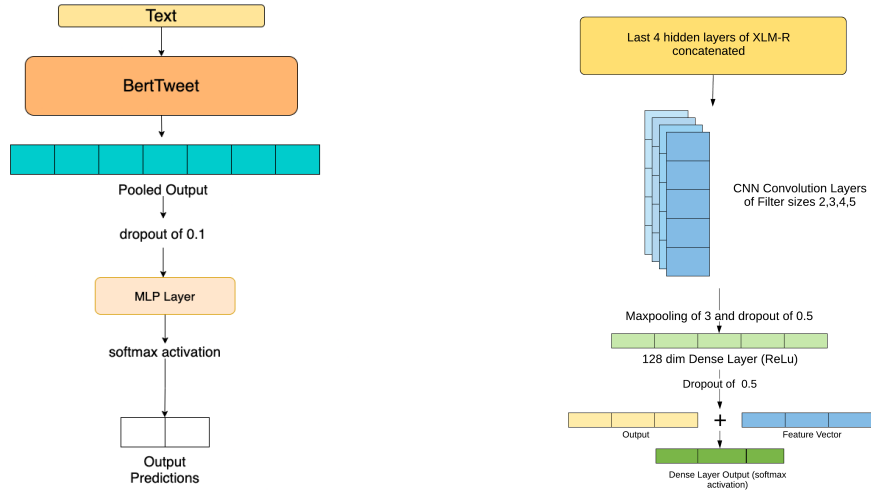 Text
BertTweet
Pooled Output
dropout of 0.1
MLP Layer
softmax activation
Output
Predictions
Last 4 hidden layers of XLM-R
concatenated
CNN Convolution Layers
of Filter sizes 2,3,4,5
Maxpooling of 3 and dropout of 0.5
128 dim Dense Layer (ReLu)
Dropout of 0.5
+
Output
Feature Vector
Dense Layer Output (softmax
activation)